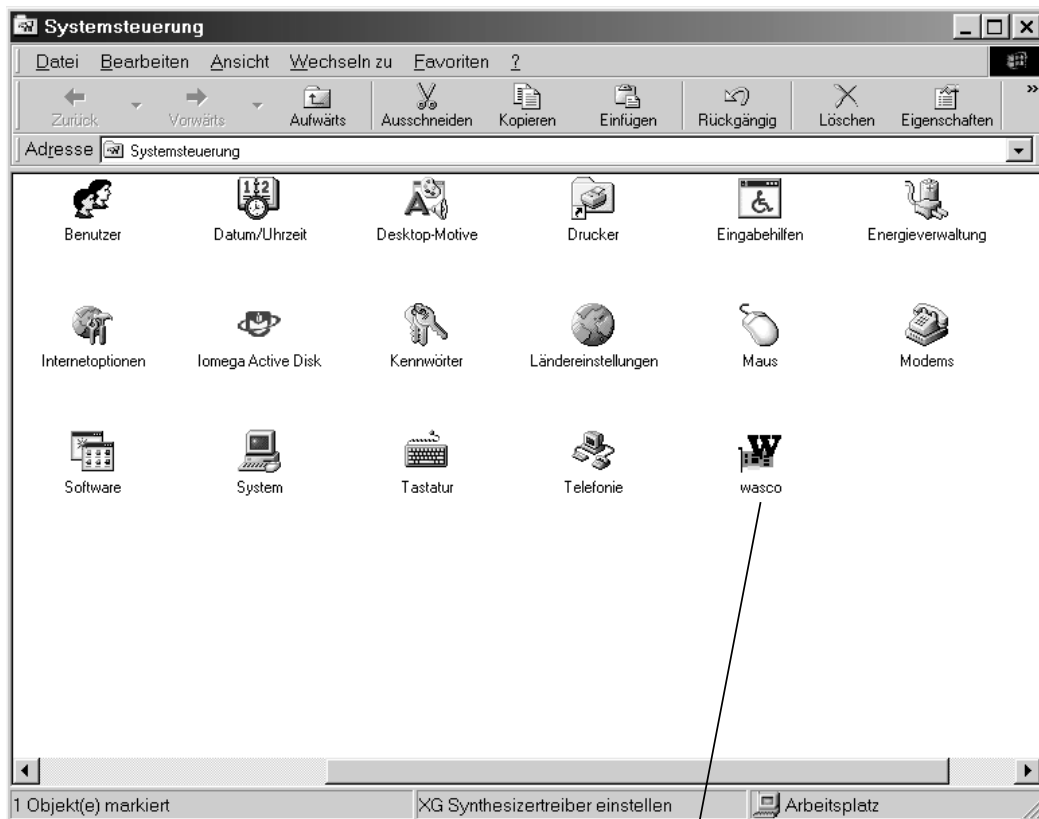 Systemsteuerung
Datei Bearbeiten Ansicht Wechseln zu Favoriten ?
Zurück Vorwärts Aufwärts Ausschneiden Kopieren Einfügen Rückgängig Löschen Eigenschaften »
Adresse Systemsteuerung
Benutzer Datum/Uhrzeit Desktop-Motive Drucker Eingabehilfen Energieverwaltung
Internetoptionen Iomega Active Disk Kennwörter Ländereinstellungen Maus Modems
Software System Tastatur Telefonie wasco
1 Objekt(e) markiert XG Synthesizertreiber einstellen Arbeitsplatz